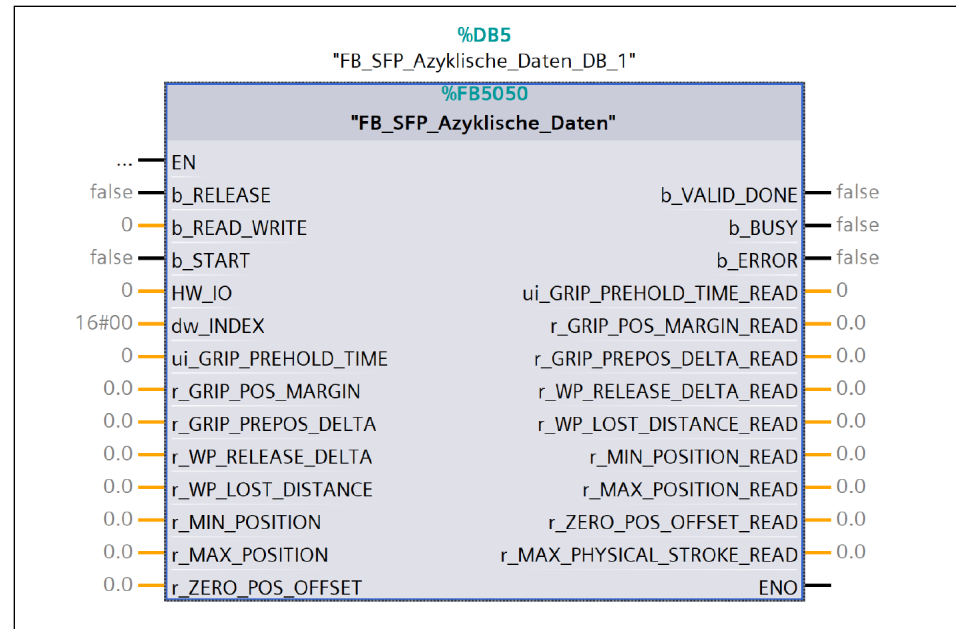 %DB5
"FB_SFP_Azyklische_Daten_DB_1"
%FB5050
"FB_SFP_Azyklische_Daten"
... EN
false b_RELEASE b_VALID_DONE false
0 b_READ_WRITE b_BUSY false
false b_START b_ERROR false
0 HW_IO ui_GRIP_PREHOLD_TIME_READ 0
16#00 dw_INDEX r_GRIP_POS_MARGIN_READ 0.0
0 ui_GRIP_PREHOLD_TIME r_GRIP_PREPOS_DELTA_READ 0.0
0.0 r_GRIP_POS_MARGIN r_WP_RELEASE_DELTA_READ 0.0
0.0 r_GRIP_PREPOS_DELTA r_WP_LOST_DISTANCE_READ 0.0
0.0 r_WP_RELEASE_DELTA r_MIN_POSITION_READ 0.0
0.0 r_WP_LOST_DISTANCE r_MAX_POSITION_READ 0.0
0.0 r_MIN_POSITION r_ZERO_POS_OFFSET_READ 0.0
0.0 r_MAX_POSITION r_MAX_PHYSICAL_STROKE_READ 0.0
0.0 r_ZERO_POS_OFFSET ENO